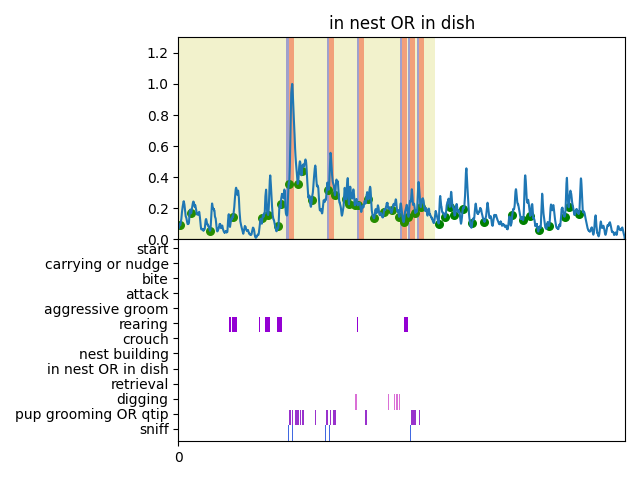 in nest OR in dish
1.2
1.0
0.8
0.6
0.4
0.2
0.0
start
carrying or nudge
bite
attack
aggressive groom
rearing
crouch
nest building
in nest OR in dish
retrieval
digging
pup grooming OR qtip
sniff
0